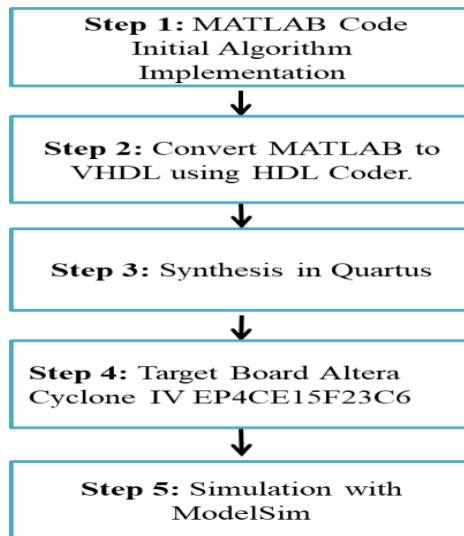 Step 1: MATLAB Code
Initial Algorithm
Implementation
Step 2: Convert MATLAB to
VHDL using HDL Coder.
Step 3: Synthesis in Quartus
Step 4: Target Board Altera
Cyclone IV EP4CE15F23C6
Step 5: Simulation with
ModelSim